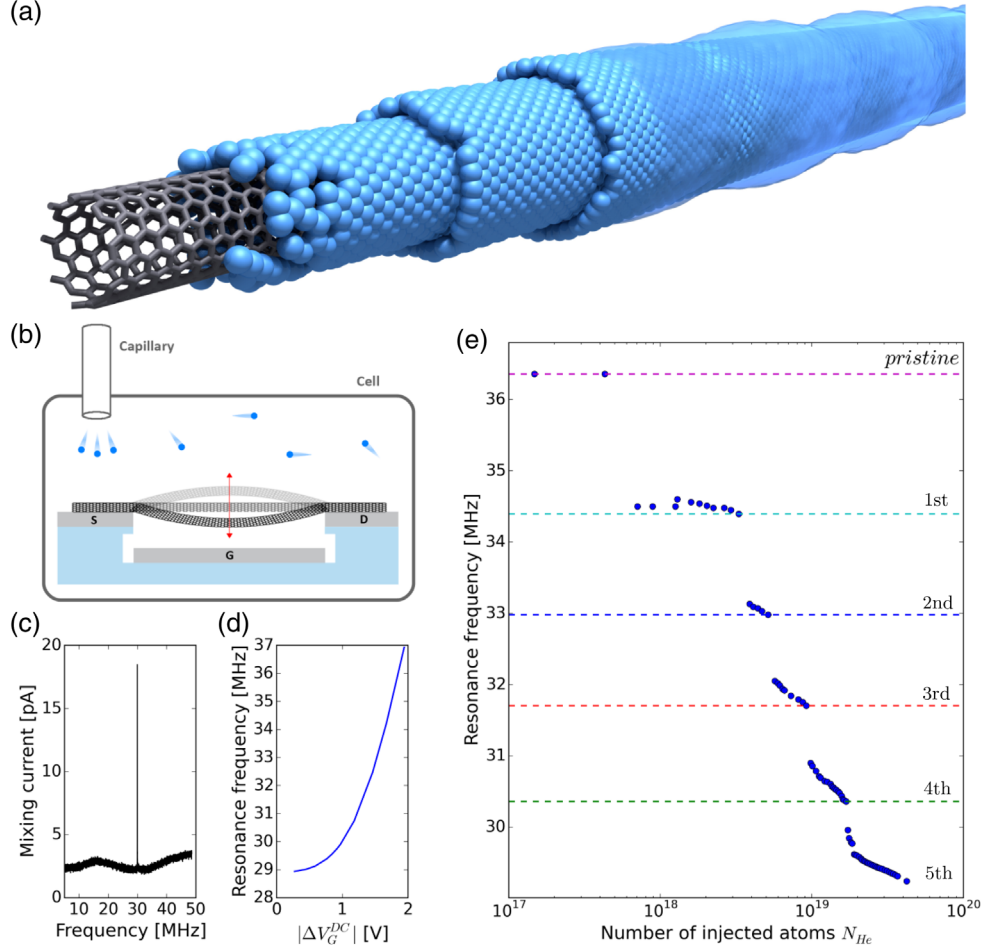 (a)
(b)
Capillary
Cell
S
D
G
(c)
Mixing current [pA]
20
15
10
5
0
10 20 30 40 50
Frequency [MHz]
(d)
Resonance frequency [MHz]
37
36
35
34
33
32
31
30
29
28
0 1 2
|ΔV_G^{DC}| [V]
(e)
Resonance frequency [MHz]
36
35
34
33
32
31
30
pristine
1st
2nd
3rd
4th
5th
10^17 10^18 10^19 10^20
Number of injected atoms N_{He}